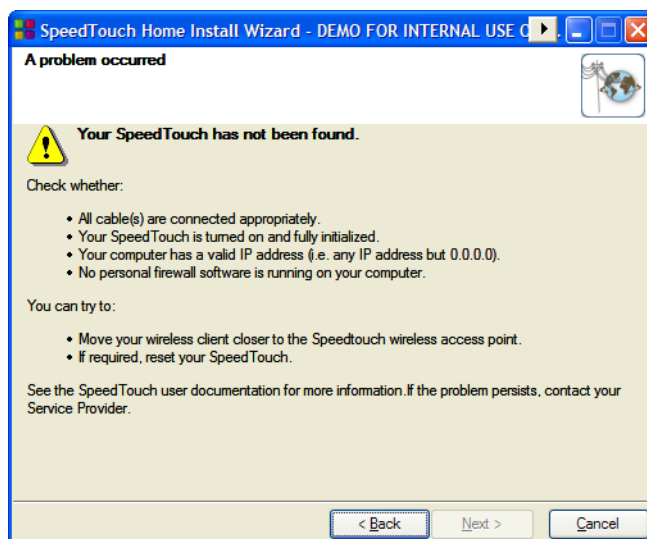 SpeedTouch Home Install Wizard - DEMO FOR INTERNAL USE O
A problem occurred
Your SpeedTouch has not been found.
Check whether:
• All cable(s) are connected appropriately.
• Your SpeedTouch is turned on and fully initialized.
• Your computer has a valid IP address (i.e. any IP address but 0.0.0.0).
• No personal firewall software is running on your computer.
You can try to:
• Move your wireless client closer to the Speedtouch wireless access point.
• If required, reset your SpeedTouch.
See the SpeedTouch user documentation for more information.If the problem persists, contact your
Service Provider.
< Back Next > Cancel